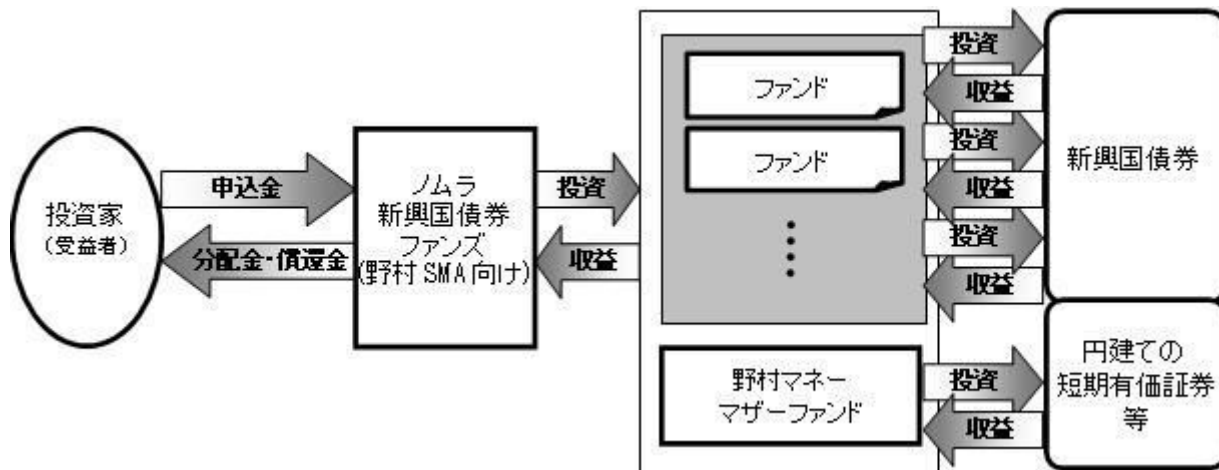 投資家
（受益者）
申込金
分配金・償還金
ノムラ
新興国債券
ファンズ
(野村SMA向け)
投資
収益
ファンド
ファンド
投資
収益
投資
収益
投資
収益
新興国債券
野村マネー
マザーファンド
投資
収益
円建ての
短期有価証券
等